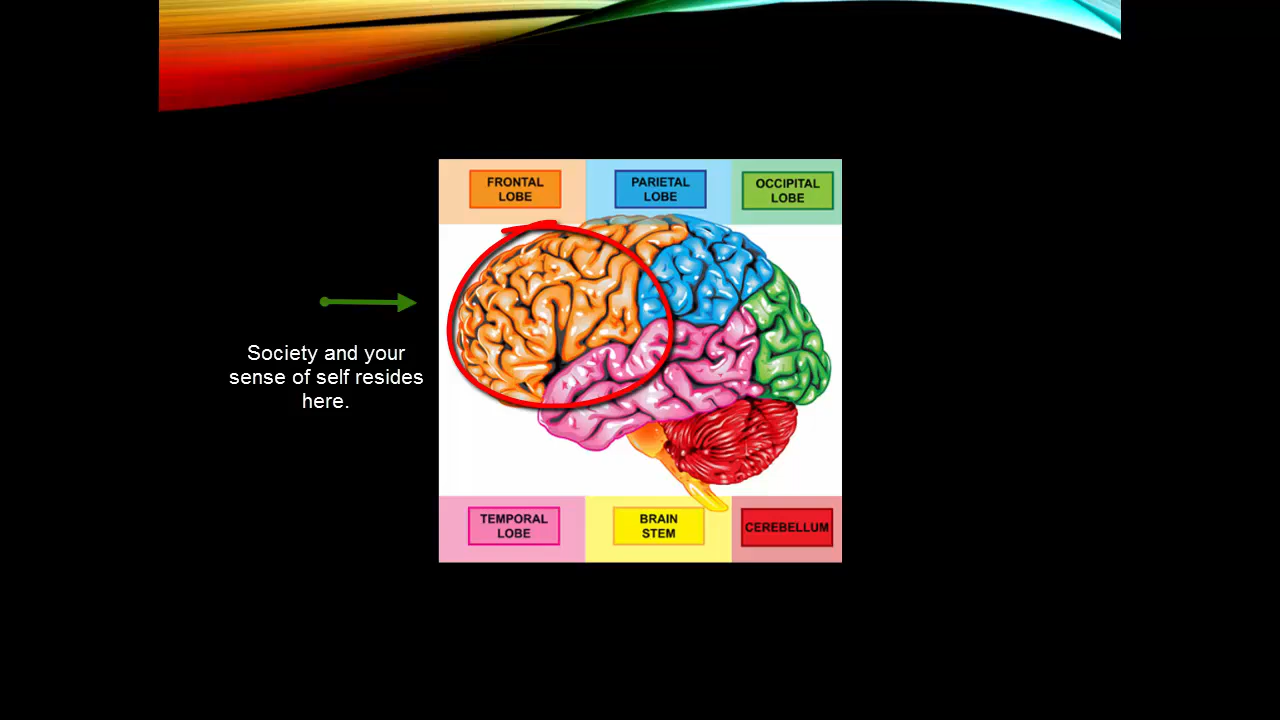 FRONTAL
LOBE
PARIETAL
LOBE
OCCIPITAL
LOBE
Society and your
sense of self resides
here.
TEMPORAL
LOBE
BRAIN
STEM
CEREBELLUM